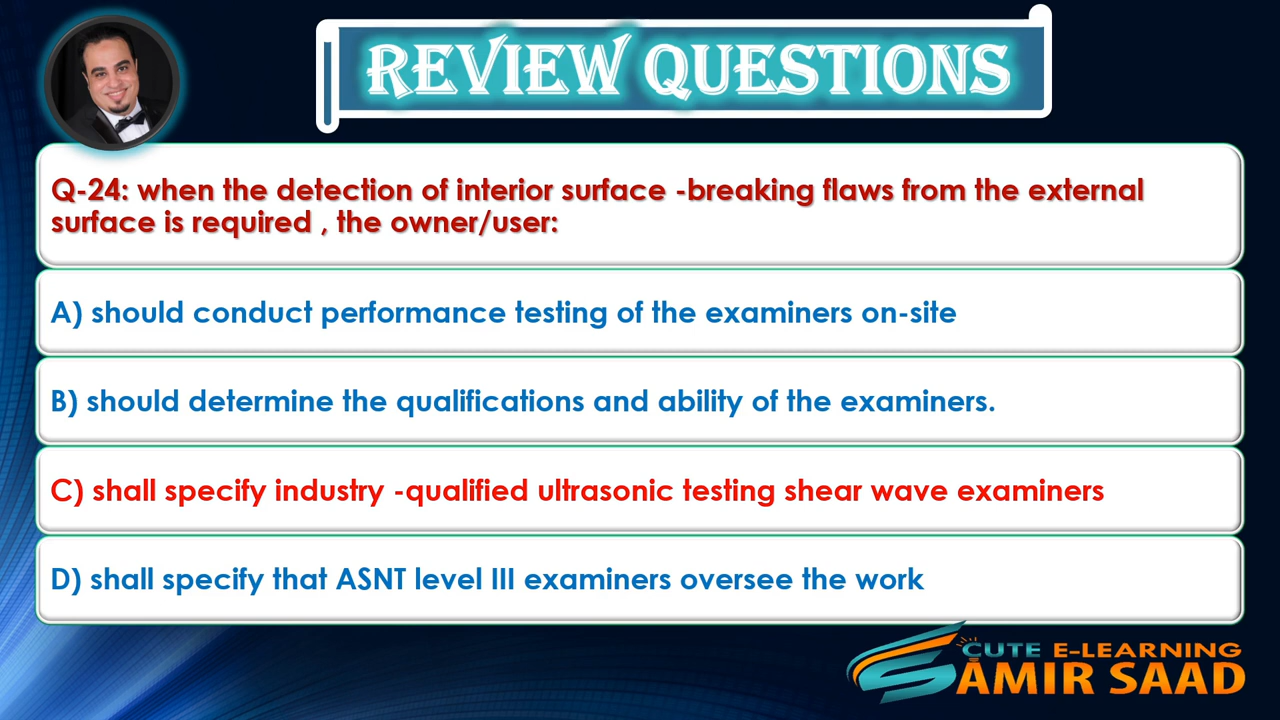 REVIEW QUESTIONS
Q-24: when the detection of interior surface -breaking flaws from the external
surface is required , the owner/user:
A) should conduct performance testing of the examiners on-site
B) should determine the qualifications and ability of the examiners.
C) shall specify industry -qualified ultrasonic testing shear wave examiners
D) shall specify that ASNT level III examiners oversee the work
CUTE E-LEARNING
AMIR SAAD